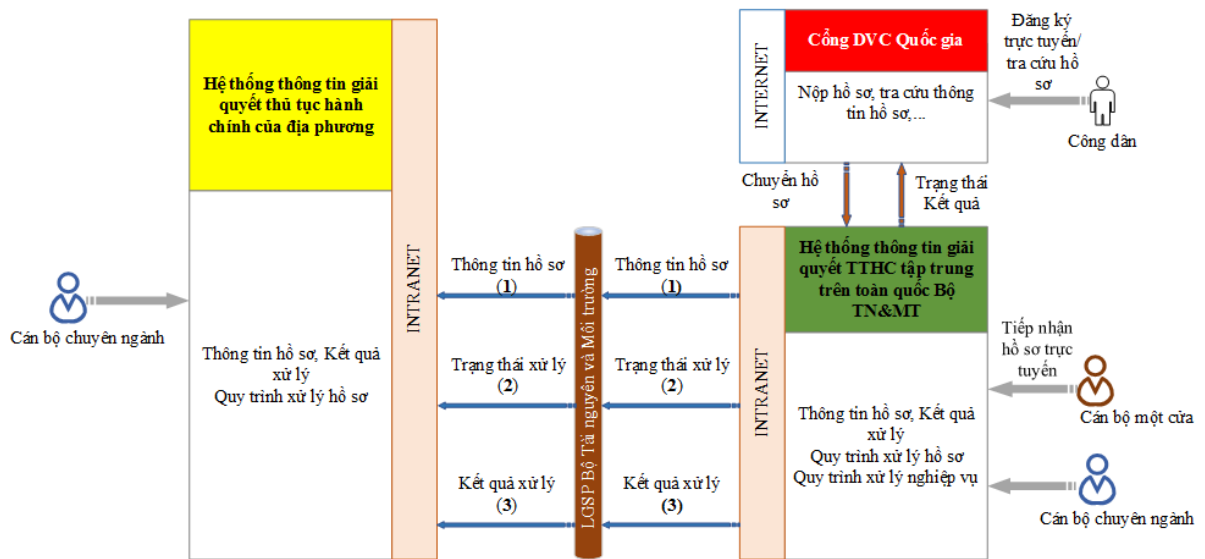 Hệ thống thông tin giải
quyết thủ tục hành
chính của địa phương
INTRANET
Cán bộ chuyên ngành
Thông tin hồ sơ, Kết quả
xử lý
Quy trình xử lý hồ sơ
Thông tin hồ sơ
(1)
Trạng thái xử lý
(2)
Kết quả xử lý
(3)
LGSP Bộ Tài nguyên và Môi trường
Thông tin hồ sơ
(1)
Trạng thái xử lý
(2)
Kết quả xử lý
(3)
INTERNET
Cổng DVC Quốc gia
Nộp hồ sơ, tra cứu thông
tin hồ sơ,...
Đăng ký
trực tuyến/
tra cứu hồ
sơ
Công dân
Chuyển hồ
sơ
Trạng thái
Kết quả
INTRANET
Hệ thống thông tin giải
quyết TTHC tập trung
trên toàn quốc Bộ
TN&MT
Thông tin hồ sơ, Kết quả
xử lý
Quy trình xử lý hồ sơ
Quy trình xử lý nghiệp vụ
Tiếp nhận
hồ sơ trực
tuyến
Cán bộ một cửa
Cán bộ chuyên ngành